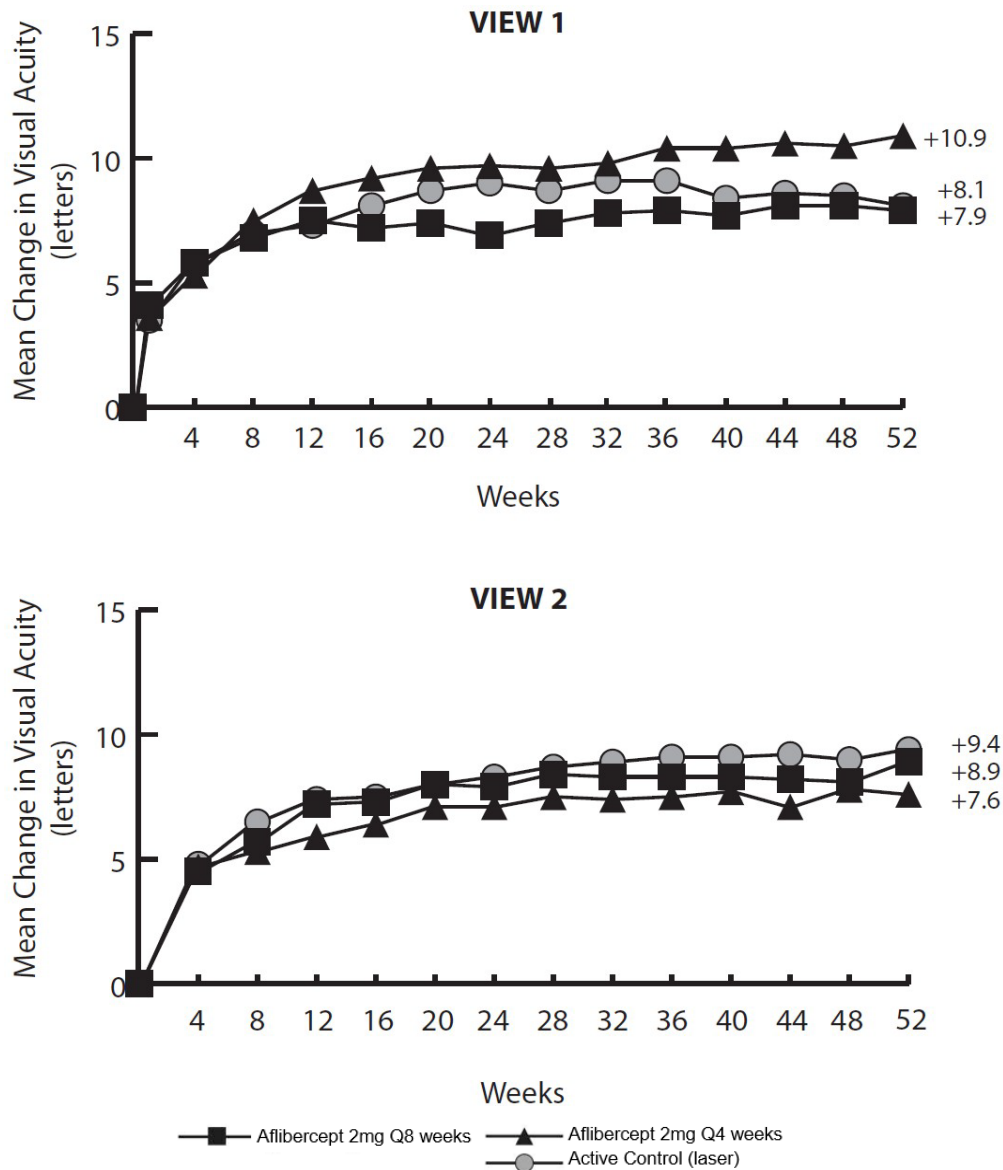 VIEW 1
Mean Change in Visual Acuity
(letters)
15
10
5
0
+10.9
+8.1
+7.9
4 8 12 16 20 24 28 32 36 40 44 48 52
Weeks
VIEW 2
Mean Change in Visual Acuity
(letters)
15
10
5
0
+9.4
+8.9
+7.6
4 8 12 16 20 24 28 32 36 40 44 48 52
Weeks
Aflibercept 2mg Q8 weeks
Aflibercept 2mg Q4 weeks
Active Control (laser)